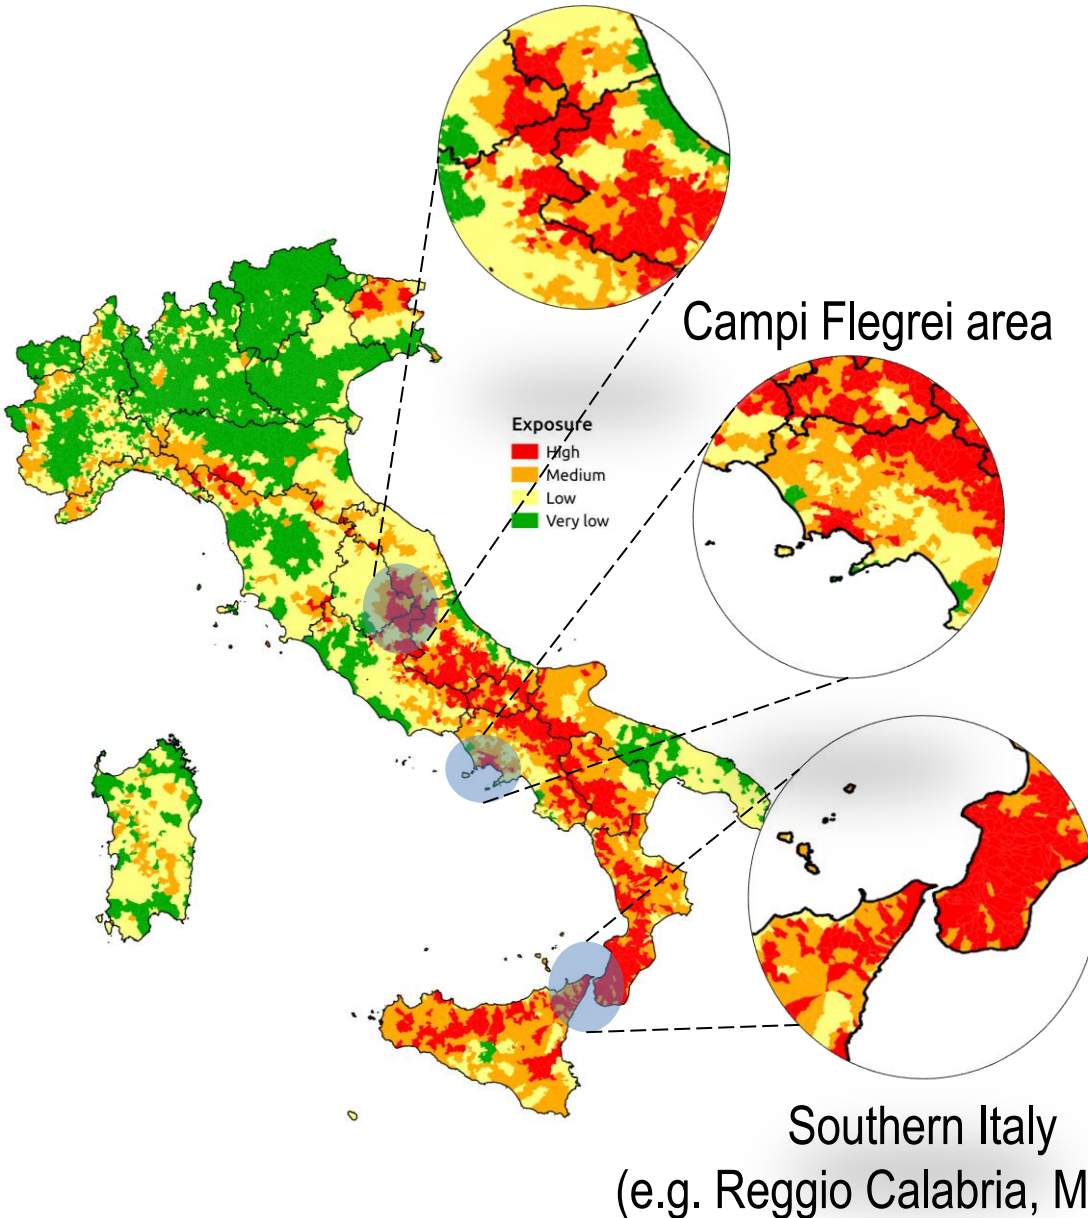 Campi Flegrei area
Exposure
High
Medium
Low
Very low
Southern Italy
(e.g. Reggio Calabria, M